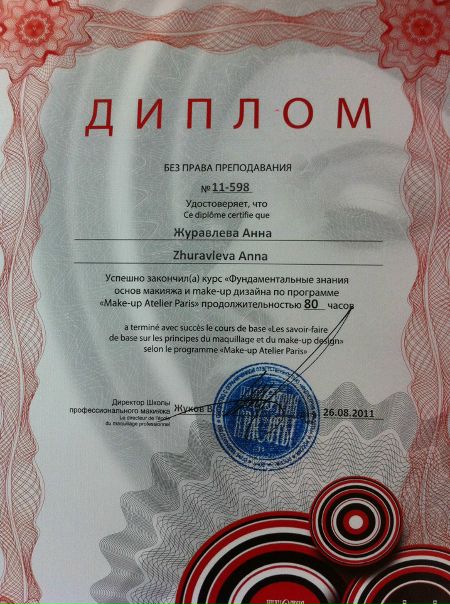 ДИПЛОМ
БЕЗ ПРАВА ПРЕПОДАВАНИЯ
№ 11-598
Удостоверяет, что
Ce diplôme certifie que
Журавлева Анна
Zhuravleva Anna
Успешно закончил(а) курс «Фундаментальные знания
основ макияжа и make-up дизайна по программе
«Make-up Atelier Paris» продолжительностью 80 часов
a terminé avec succès le cours de base «Les savoir-faire
de base sur les principes du maquillage et du make-up design»
selon le programme «Make-up Atelier Paris»
Директор Школы
профессионального макияжа Жуков В
Le directeur de l'école
du maquillage professionnel
26.08.2011